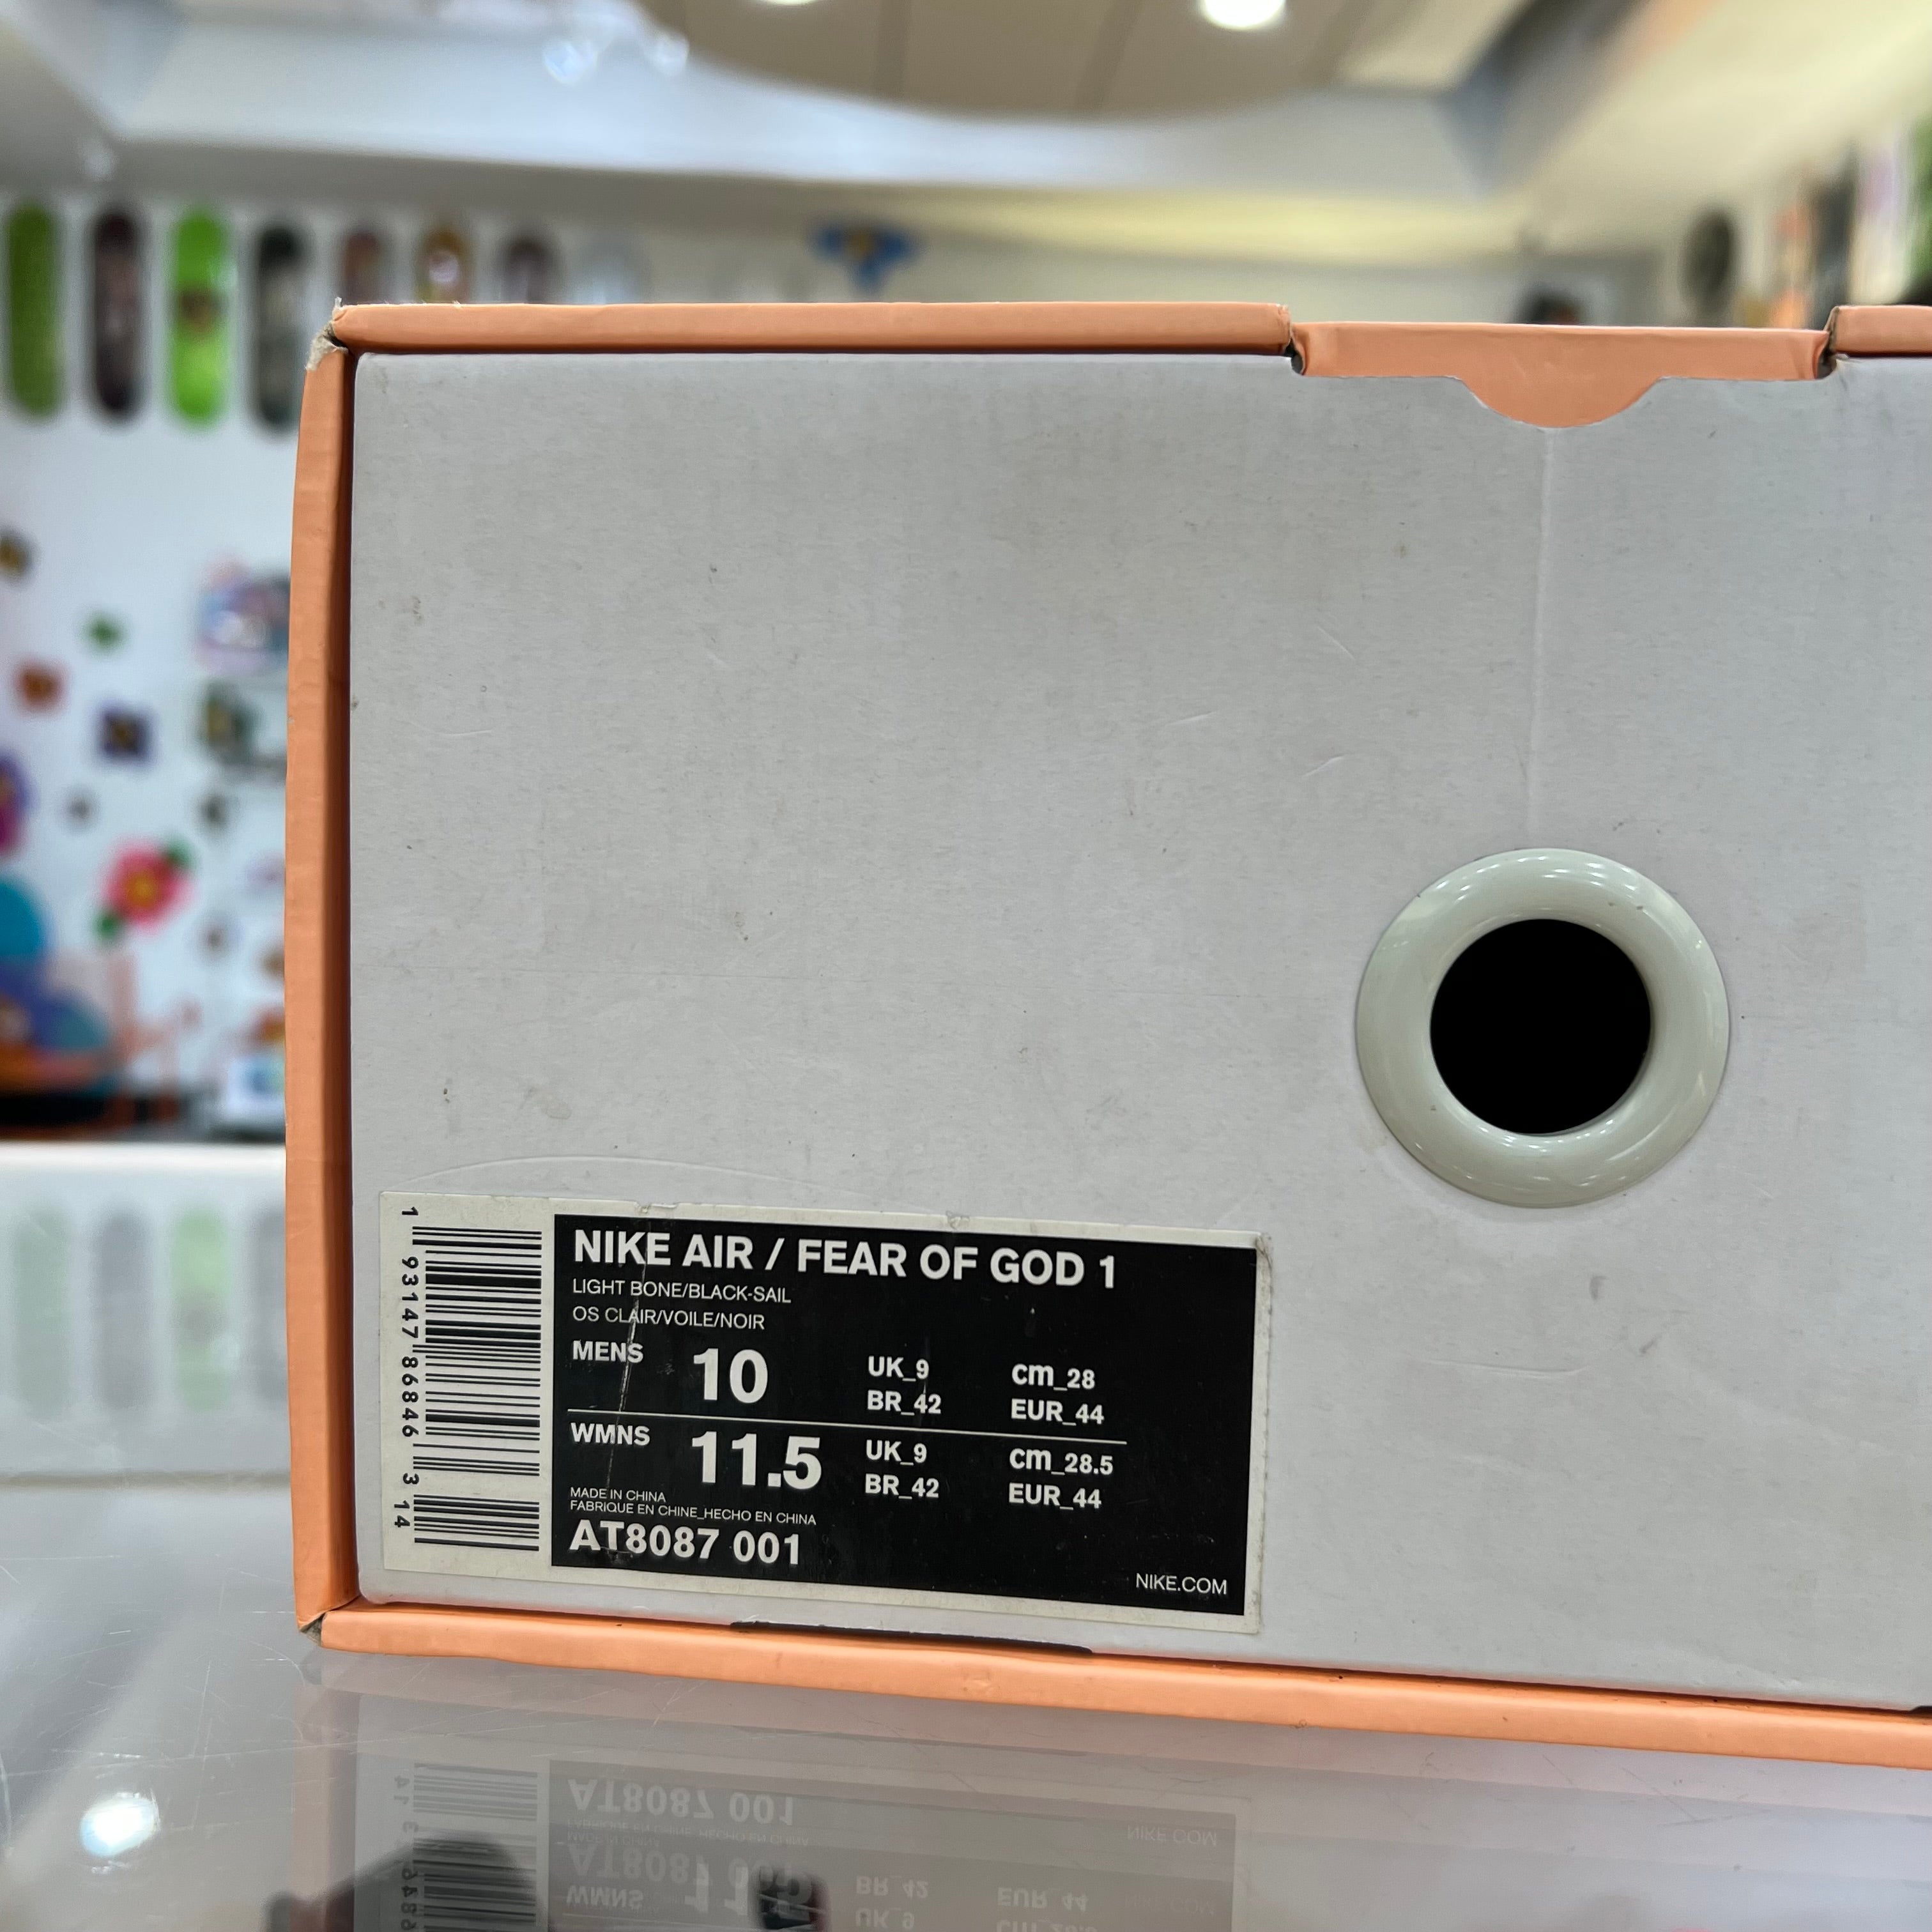 NIKE AIR / FEAR OF GOD 1
LIGHT BONE/BLACK-SAIL
OS CLAIR/VOILE/NOIR
MENS 10 UK_9 cm_28
BR_42 EUR_44
WMNS 11.5 UK_9 cm_28.5
BR_42 EUR_44
MADE IN CHINA
FABRIQUE EN CHINE_HECHO EN CHINA
AT8087 001
NIKE.COM
1 93147 86846 3 14